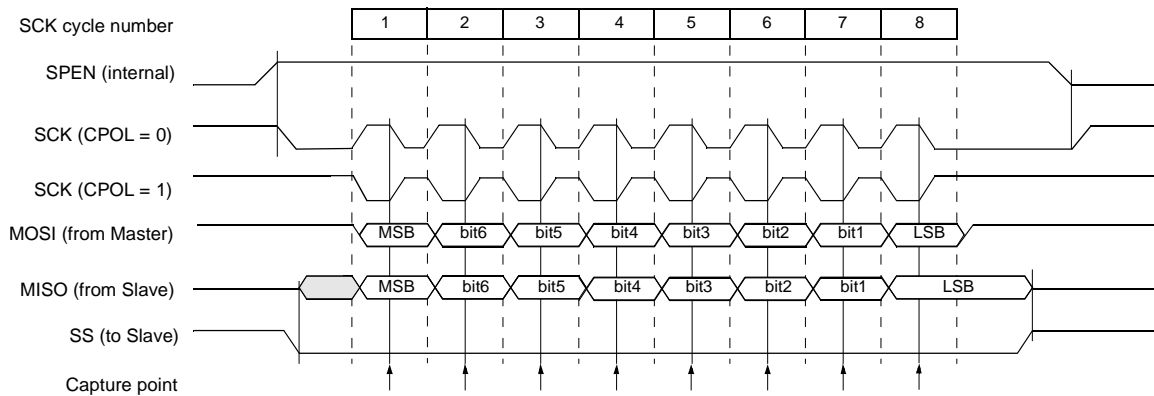 SCK cycle number 1 2 3 4 5 6 7 8
SPEN (internal)
SCK (CPOL = 0)
SCK (CPOL = 1)
MOSI (from Master) MSB bit6 bit5 bit4 bit3 bit2 bit1 LSB
MISO (from Slave) MSB bit6 bit5 bit4 bit3 bit2 bit1 LSB
SS (to Slave)
Capture point